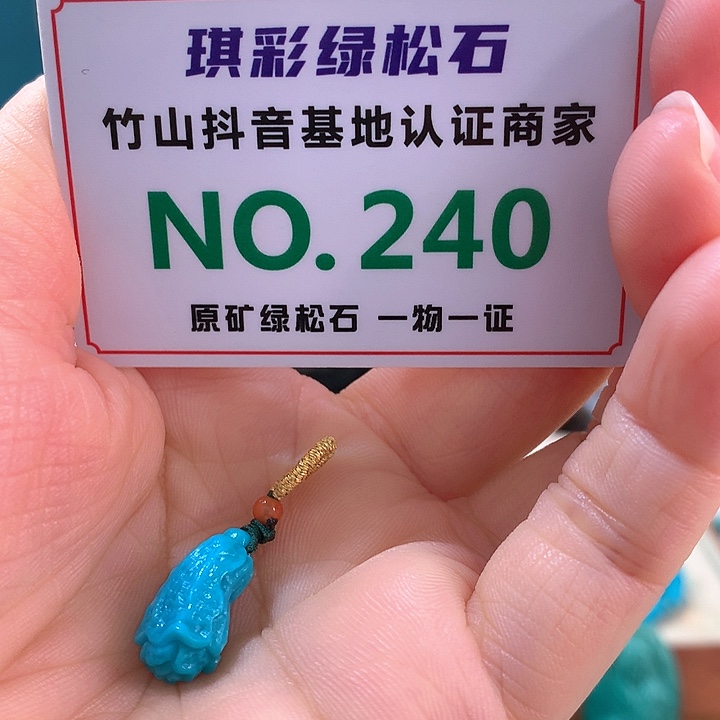 琪彩绿松石
竹山抖音基地认证商家
NO.240
原矿绿松石 一物一证